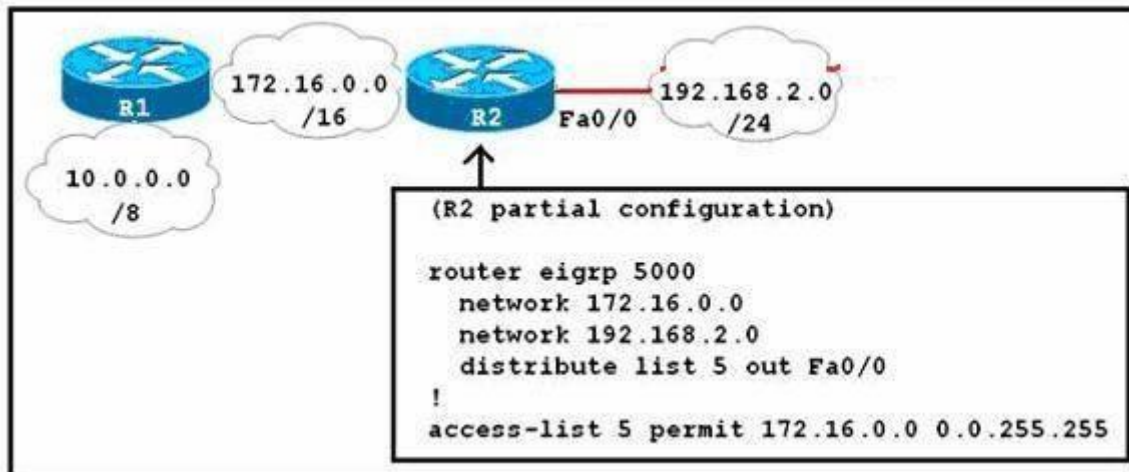 R1
172.16.0.0
/16
R2
Fa0/0
192.168.2.0
/24
10.0.0.0
/8
(R2 partial configuration)
router eigrp 5000
network 172.16.0.0
network 192.168.2.0
distribute list 5 out Fa0/0
!
access-list 5 permit 172.16.0.0 0.0.255.255